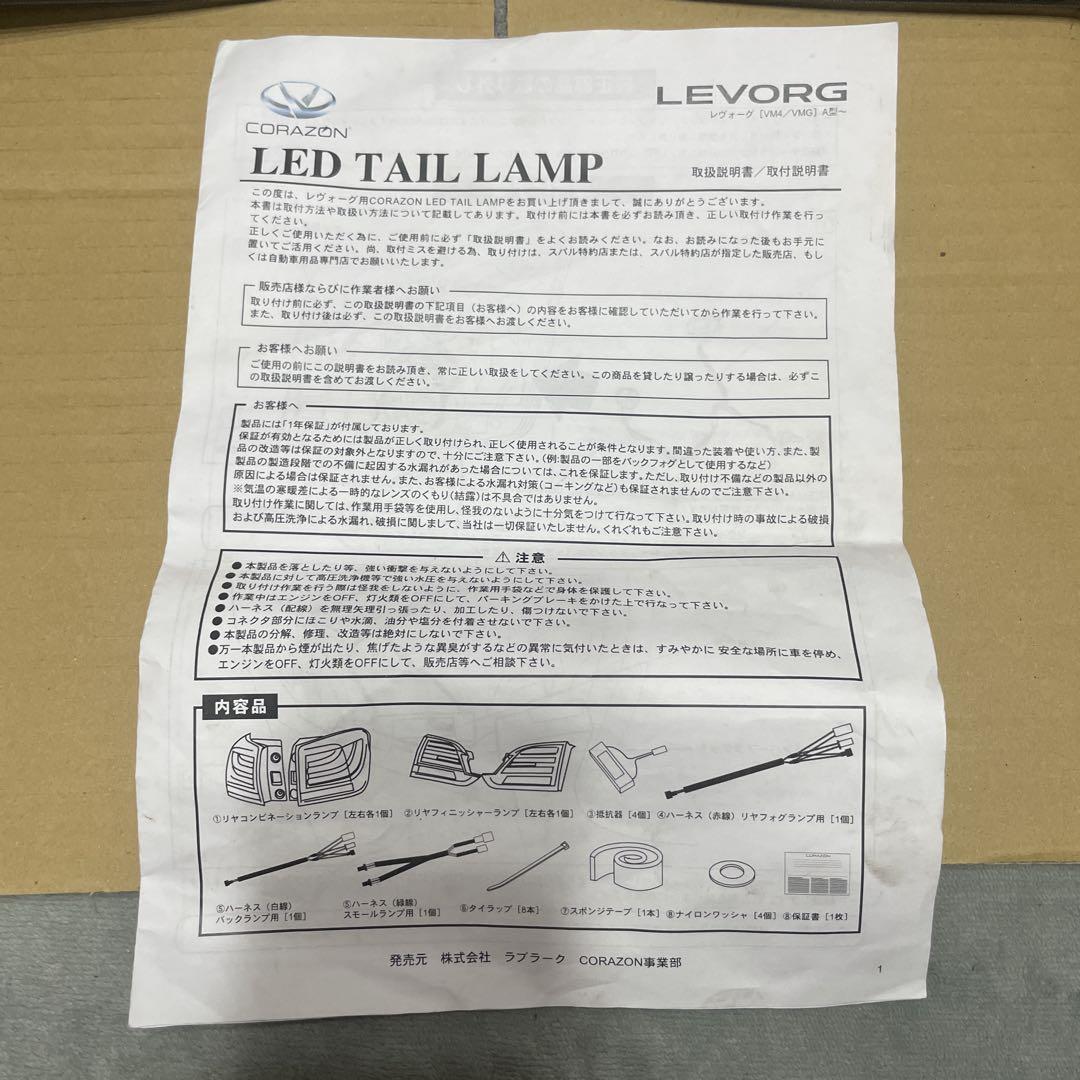 CORAZON
LEVORG
レヴォーグ [VM4/VMG] A型～
LED TAIL LAMP
取扱説明書/取付説明書
この度は、レヴォーグ用CORAZON LED TAIL LAMPをお買い上げ頂きまして、誠にありがとうございます。
本書は取付方法や取扱い方法について記載してあります。取付け前には本書を必ずお読み頂き、正しい取付け作業を行っ
てください。
正しくご使用いただく為に、ご使用前に必ず「取扱説明書」をよくお読みください。なお、お読みになった後もお手元に
置いてご活用ください。尚、取付ミスを避ける為、取り付けは、スバル特約店または、スバル特約店が指定した販売店、もし
くは自動車用品専門店でお願いいたします。
販売店様ならびに作業者様へお願い
取り付け前に必ず、この取扱説明書の下記項目（お客様へ）の内容をお客様に確認していただいてから作業を行って下さい。
また、取り付け後は必ず、この取扱説明書をお客様へお渡しください。
お客様へお願い
ご使用の前にこの説明書をお読み頂き、常に正しい取扱をしてください。この商品を貸したり譲ったりする場合は、必ずこ
の取扱説明書を含めてお渡しください。
お客様へ
製品には「1年保証」が付属しております。
保証が有効となるためには製品が正しく取り付けられ、正しく使用されることが条件となります。間違った装着や使い方、また、製
品の改造等は保証の対象外となりますので、十分にご注意下さい。(例:製品の一部をバックフォグとして使用するなど)
製品の製造段階での不備に起因する水漏れがあった場合については、これを保証します。ただし、取り付け不備などの製品以外の
原因による場合は保証されません。また、お客様による水漏れ対策(コーキングなど)も保証されませんのでご注意下さい。
※気温の寒暖差による一時的なレンズのくもり(結露)は不具合ではありません。
取り付け作業に関しては、作業用手袋等を使用し、怪我のないように十分気をつけて行なって下さい。取り付け時の事故による破損
および高圧洗浄による水漏れ、破損に関しまして、当社は一切保証いたしません。くれぐれもご注意下さい。
⚠ 注意
● 本製品を落としたり等、強い衝撃を与えないようにして下さい。
● 本製品に対して高圧洗浄機等で強い水圧を与えないようにして下さい。
● 取り付け作業を行う際は怪我をしないように、作業用手袋などで身体を保護して下さい。
● 作業中はエンジンをOFF、灯火類をOFFにして、パーキングブレーキをかけた上で行なって下さい。
● ハーネス（配線）を無理矢理引っ張ったり、加工したり、傷つけないで下さい。
● コネクタ部分にほこりや水滴、油分や塩分を付着させないで下さい。
● 本製品の分解、修理、改造等は絶対にしないで下さい。
●万一本製品から煙が出たり、焦げたような異臭がするなどの異常に気付いたときは、すみやかに 安全な場所に車を停め、
エンジンをOFF、灯火類をOFFにして、販売店等へご相談下さい。
内容品
①リヤコンビネーションランプ [左右各1個]
②リヤフィニッシャーランプ [左右各1個]
③抵抗器 [4個]
④ハーネス（赤線）リヤフォグランプ用 [1個]
⑤ハーネス（白線）
バックランプ用 [1個]
⑤ハーネス（緑線）
スモールランプ用 [1個]
⑥タイラップ [8本]
⑦スポンジテープ [1本]
⑧ナイロンワッシャ [4個]
CORAZON
⑧保証書 [1枚]
発売元 株式会社 ラブラーク CORAZON事業部
1